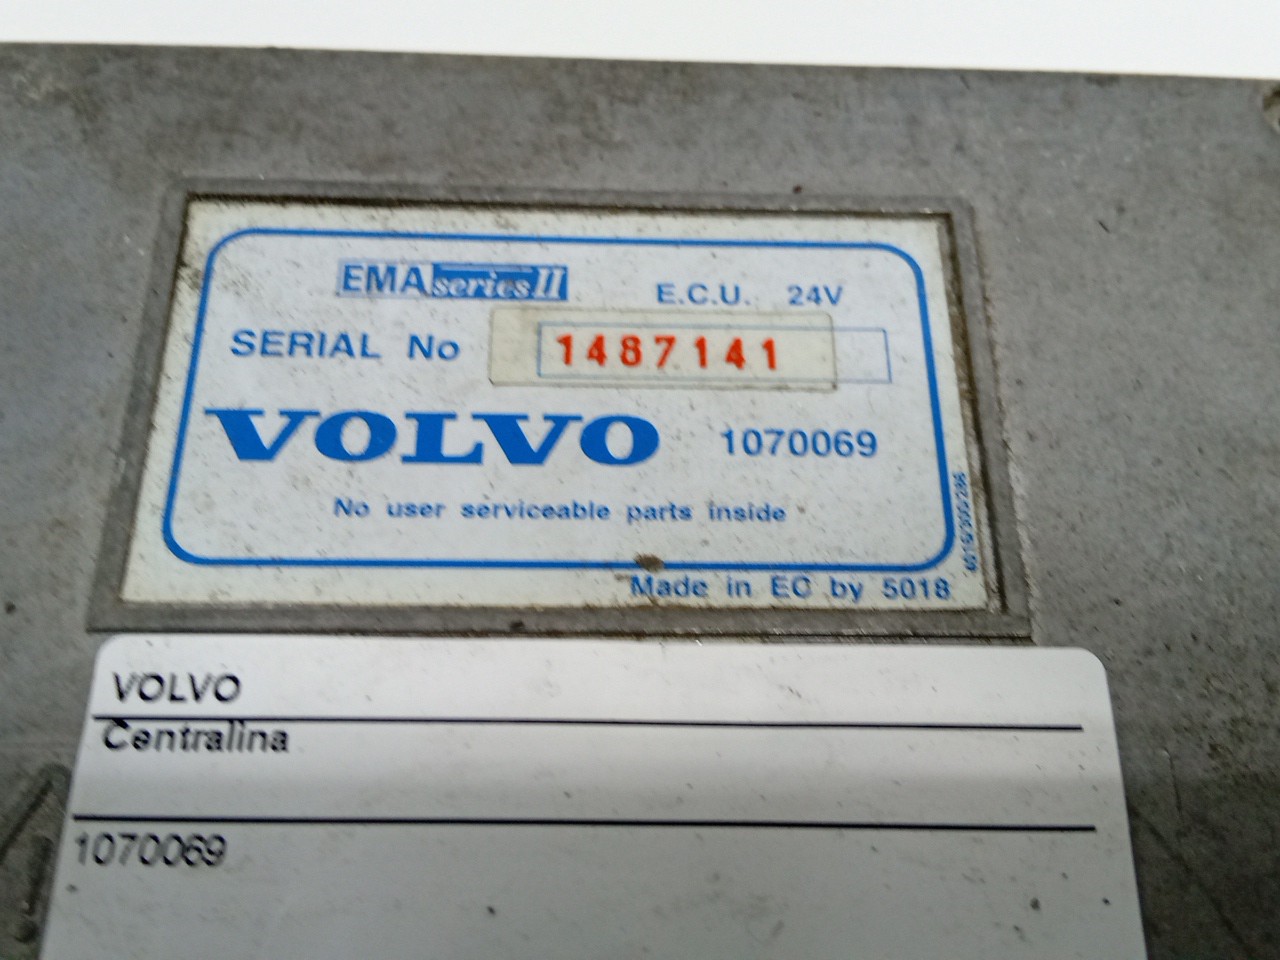 EMA series II E.C.U. 24V
SERIAL No 1487141
VOLVO 1070069
No user serviceable parts inside
Made in EC by 5018
VOLVO
Centralina
1070069